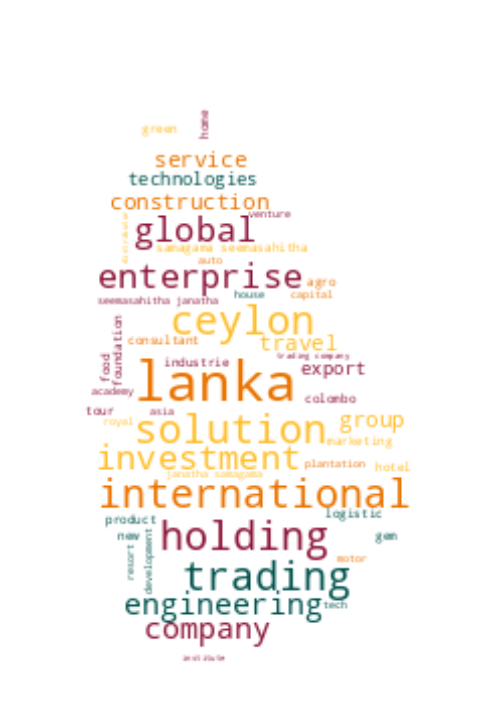 home
green
service
technologies
construction
venture
distributor
global
samagama seemasahitha
auto
enterprise
agro
house
capital
seemasahitha janatha
ceylon
foundation
consultant
travel
trading company
food
industrie
export
lanka
academy
colombo
tour
asia
royal
solution
group
marketing
investment
plantation
hotel
janatha samagama
international
logistic
product
new
holding
gem
development
resort
motor
trading
engineering
tech
company
institute